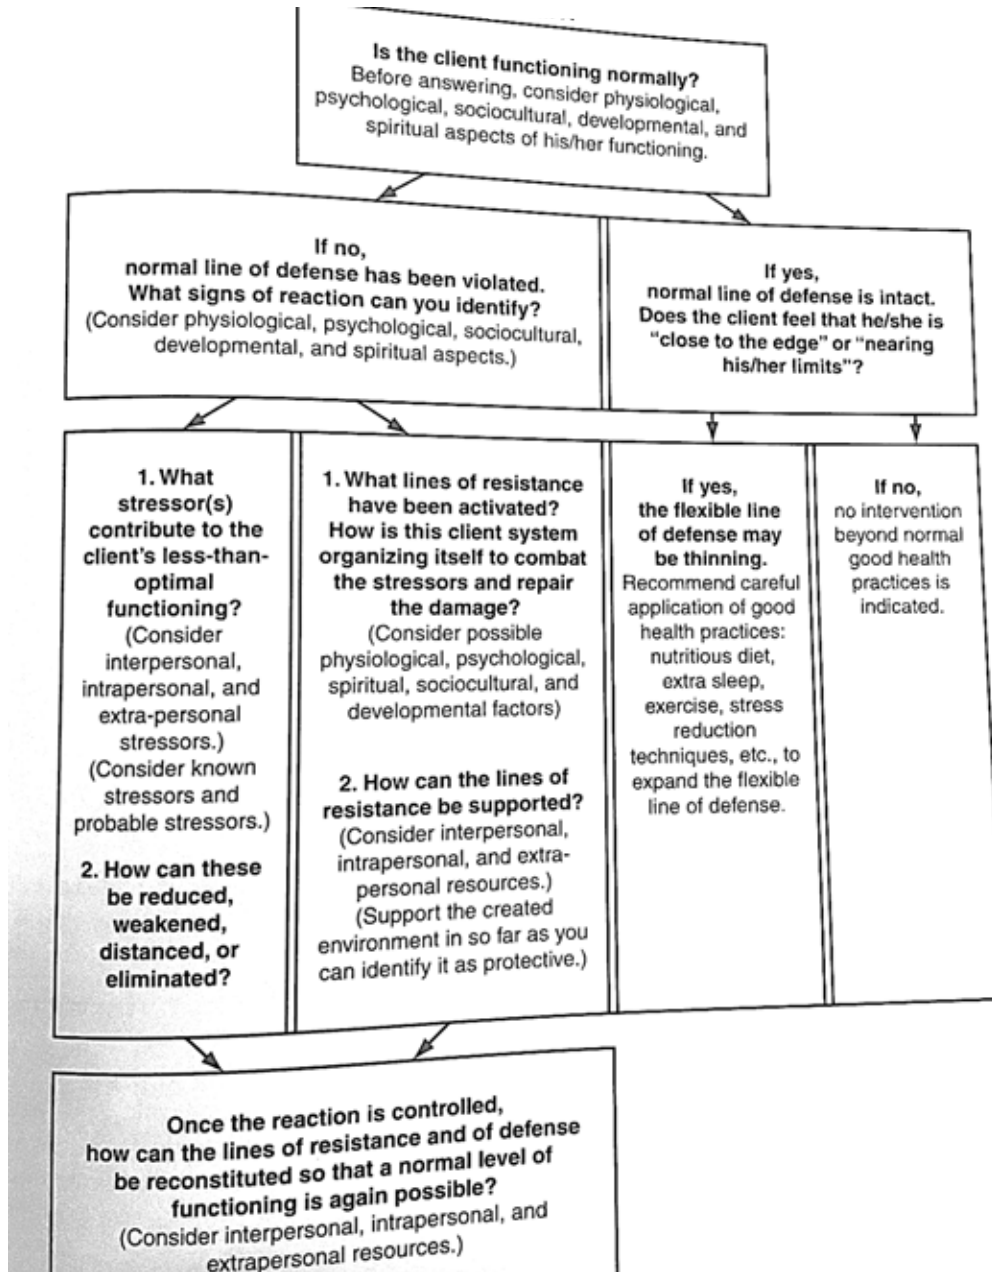 Is the client functioning normally?
Before answering, consider physiological,
psychological, sociocultural, developmental, and
spiritual aspects of his/her functioning.
If no,
normal line of defense has been violated.
What signs of reaction can you identify?
(Consider physiological, psychological, sociocultural,
developmental, and spiritual aspects.)
If yes,
normal line of defense is intact.
Does the client feel that he/she is
"close to the edge" or "nearing
his/her limits"?
1. What
stressor(s)
contribute to the
client's less-than-
optimal
functioning?
(Consider
interpersonal,
intrapersonal, and
extra-personal
stressors.)
(Consider known
stressors and
probable stressors.)
2. How can these
be reduced,
weakened,
distanced, or
eliminated?
1. What lines of resistance
have been activated?
How is this client system
organizing itself to combat
the stressors and repair
the damage?
(Consider possible
physiological, psychological,
spiritual, sociocultural, and
developmental factors)
2. How can the lines of
resistance be supported?
(Consider interpersonal,
intrapersonal, and extra-
personal resources.)
(Support the created
environment in so far as you
can identify it as protective.)
If yes,
the flexible line
of defense may
be thinning.
Recommend careful
application of good
health practices:
nutritious diet,
extra sleep,
exercise, stress
reduction
techniques, etc., to
expand the flexible
line of defense.
If no,
no intervention
beyond normal
good health
practices is
indicated.
Once the reaction is controlled,
how can the lines of resistance and of defense
be reconstituted so that a normal level of
functioning is again possible?
(Consider interpersonal, intrapersonal, and
extrapersonal resources.)